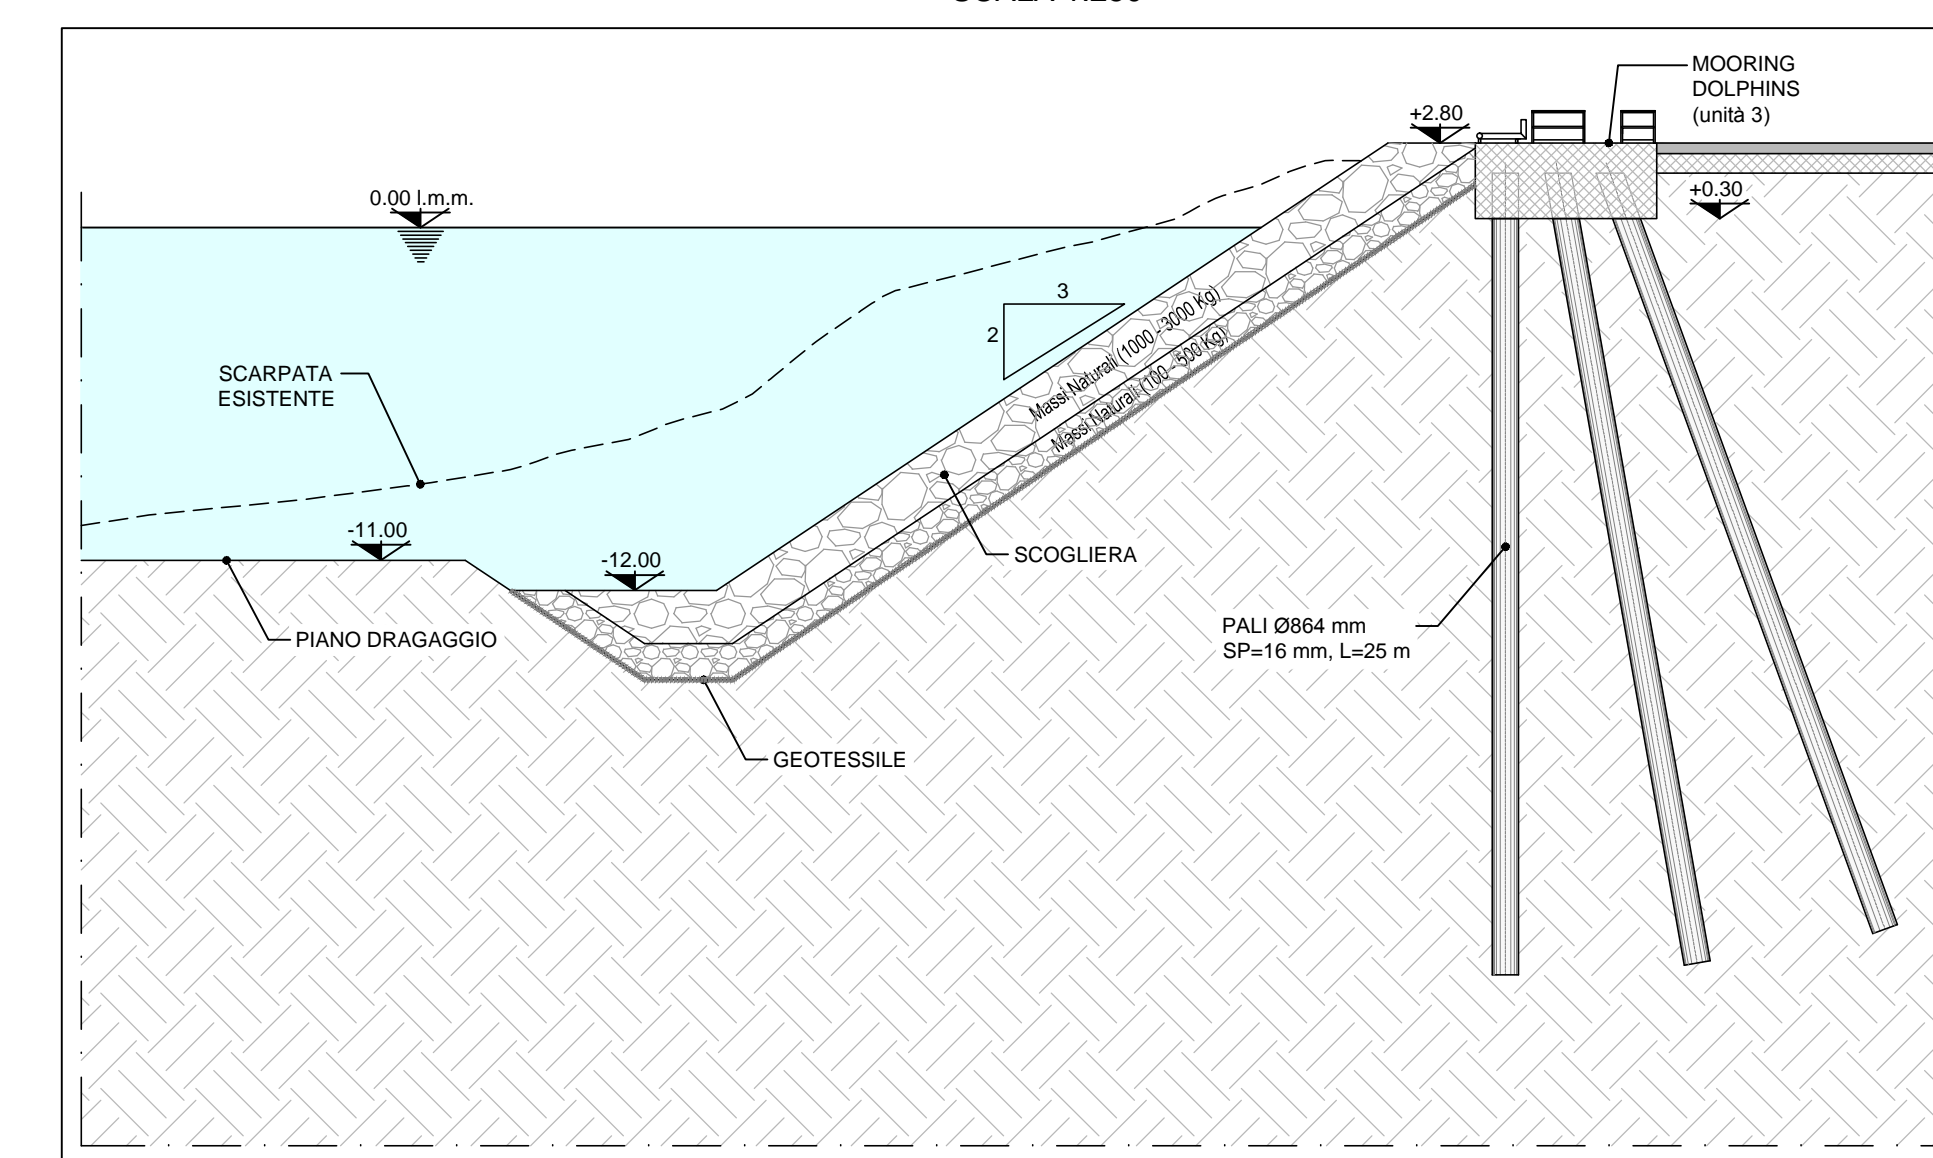 MOORING
DOLPHINS
(unità 3)
+2.80
0.00 l.m.m.
+0.30
3
2
Massi Naturali (1000 - 3000 Kg)
Massi Naturali (100 - 500 Kg)
SCARPATA
ESISTENTE
-11.00
-12.00
SCOGLIERA
PIANO DRAGAGGIO
PALI Ø864 mm
SP=16 mm, L=25 m
GEOTESSILE